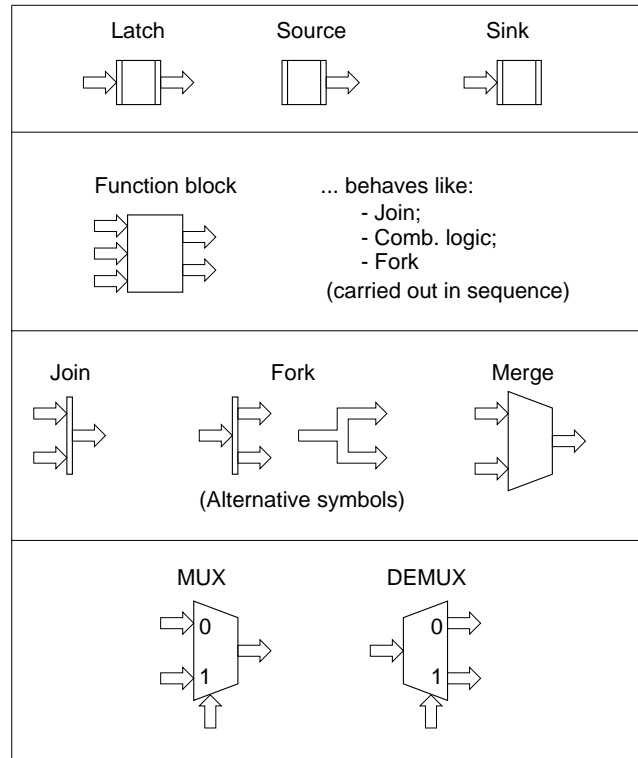 Latch
Source
Sink
Function block
... behaves like:
- Join;
- Comb. logic;
- Fork
(carried out in sequence)
Join
Fork
Merge
(Alternative symbols)
MUX
DEMUX
0
1
0
1